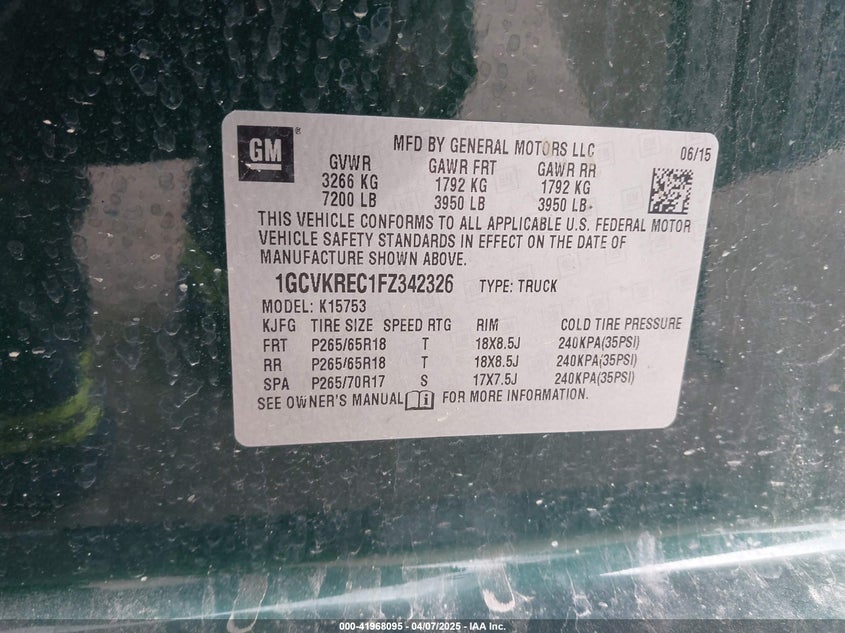 GM ®
MFD BY GENERAL MOTORS LLC
06/15
GVWR GAWR FRT GAWR RR
3266 KG 1792 KG 1792 KG
7200 LB 3950 LB 3950 LB
THIS VEHICLE CONFORMS TO ALL APPLICABLE U.S. FEDERAL MOTOR
VEHICLE SAFETY STANDARDS IN EFFECT ON THE DATE OF
MANUFACTURE SHOWN ABOVE.
1GCVKREC1FZ342326 TYPE: TRUCK
MODEL: K15753
KJFG TIRE SIZE SPEED RTG RIM COLD TIRE PRESSURE
FRT P265/65R18 T 18X8.5J 240KPA(35PSI)
RR P265/65R18 T 18X8.5J 240KPA(35PSI)
SPA P265/70R17 S 17X7.5J 240KPA(35PSI)
SEE OWNER'S MANUAL i FOR MORE INFORMATION.
000-41968095 - 04/07/2025 - IAA Inc.